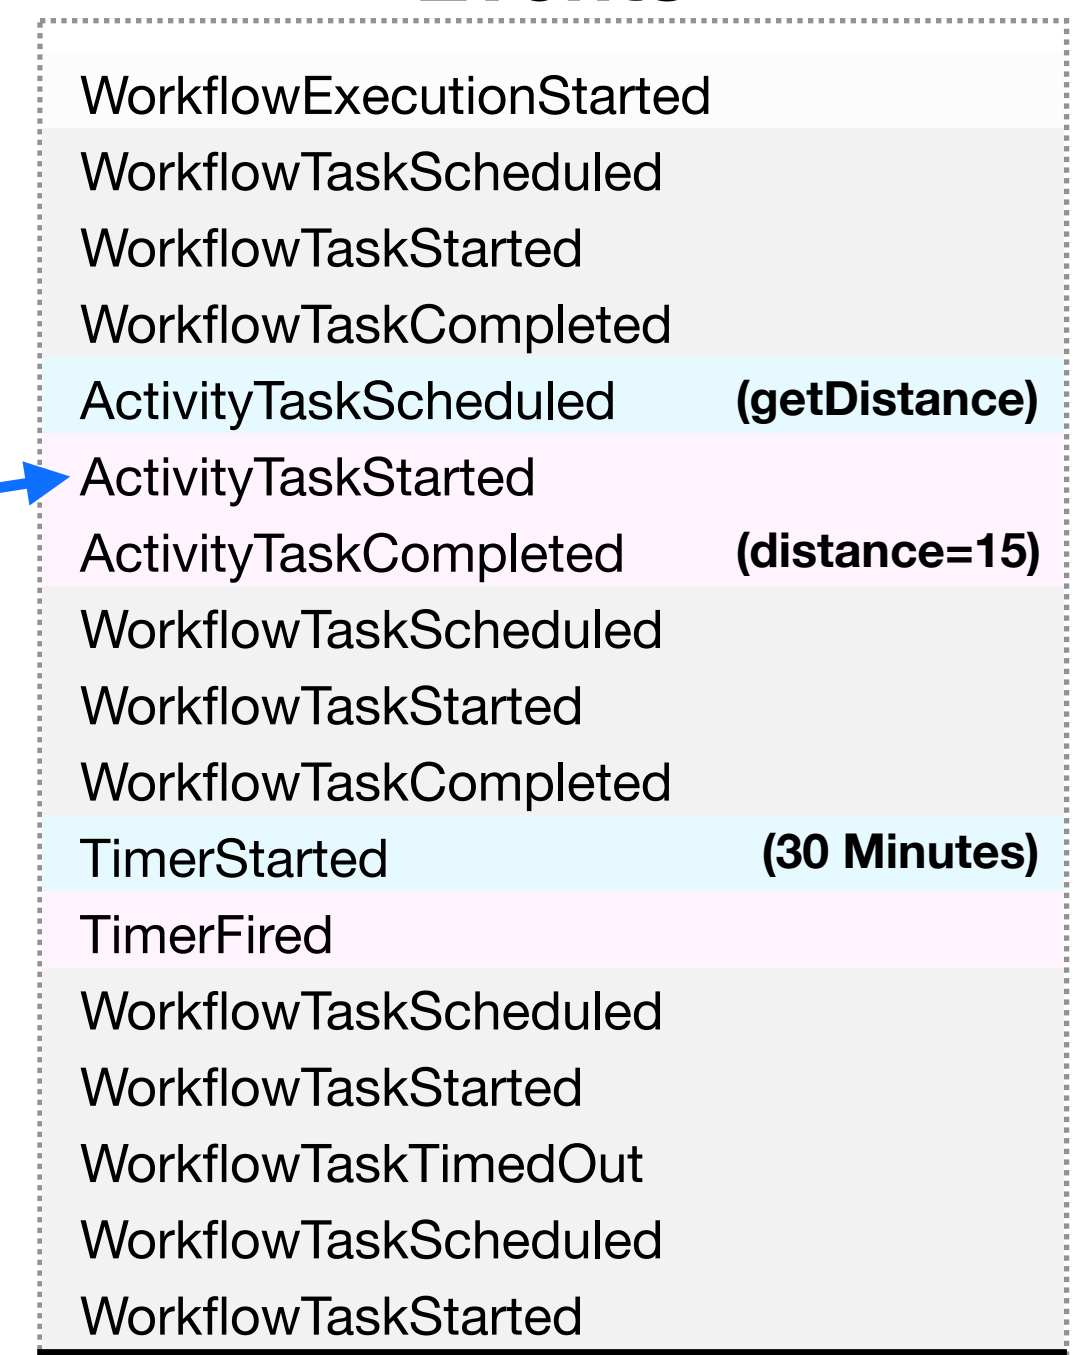 WorkflowExecutionStarted
WorkflowTaskScheduled
WorkflowTaskStarted
WorkflowTaskCompleted
ActivityTaskScheduled (getDistance)
ActivityTaskStarted
ActivityTaskCompleted (distance=15)
WorkflowTaskScheduled
WorkflowTaskStarted
WorkflowTaskCompleted
TimerStarted (30 Minutes)
TimerFired
WorkflowTaskScheduled
WorkflowTaskStarted
WorkflowTaskTimedOut
WorkflowTaskScheduled
WorkflowTaskStarted